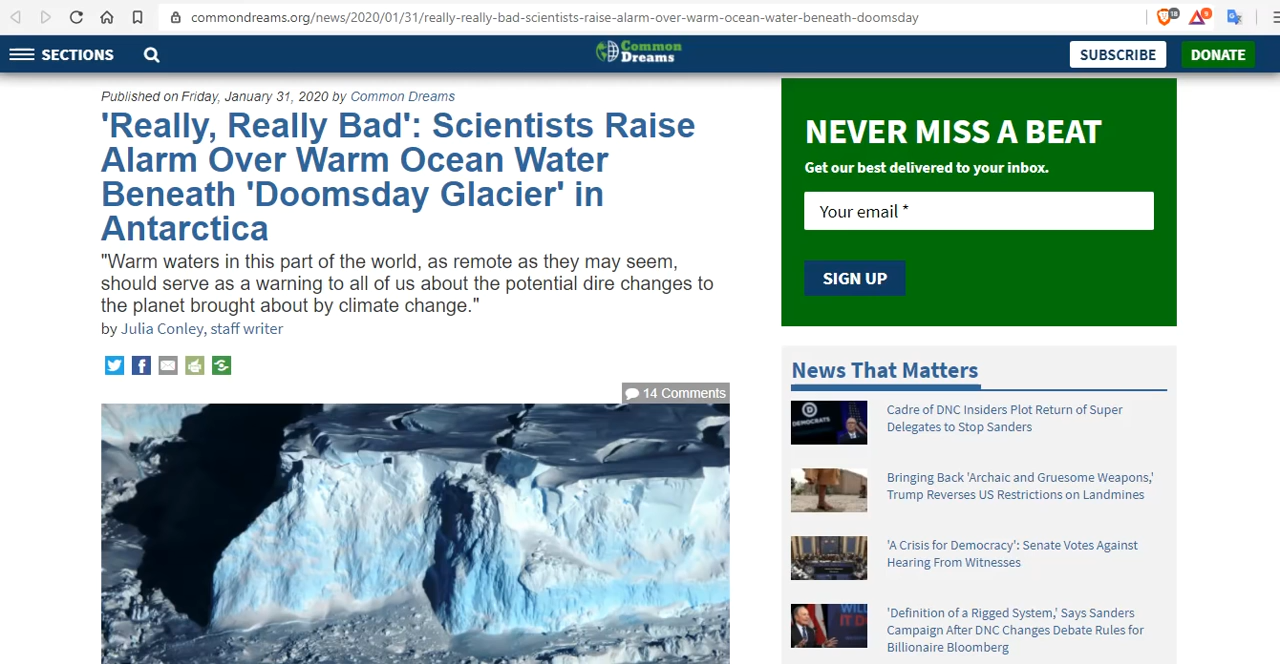 commondreams.org/news/2020/01/31/really-really-bad-scientists-raise-alarm-over-warm-ocean-water-beneath-doomsday
18
9
SECTIONS
Common
Dreams
SUBSCRIBE
DONATE
Published on Friday, January 31, 2020 by Common Dreams
'Really, Really Bad': Scientists Raise
Alarm Over Warm Ocean Water
Beneath 'Doomsday Glacier' in
Antarctica
"Warm waters in this part of the world, as remote as they may seem,
should serve as a warning to all of us about the potential dire changes to
the planet brought about by climate change."
by Julia Conley, staff writer
14 Comments
NEVER MISS A BEAT
Get our best delivered to your inbox.
Your email *
SIGN UP
News That Matters
DEMOCRATS
Cadre of DNC Insiders Plot Return of Super
Delegates to Stop Sanders
Bringing Back 'Archaic and Gruesome Weapons,'
Trump Reverses US Restrictions on Landmines
'A Crisis for Democracy': Senate Votes Against
Hearing From Witnesses
'Definition of a Rigged System,' Says Sanders
Campaign After DNC Changes Debate Rules for
Billionaire Bloomberg